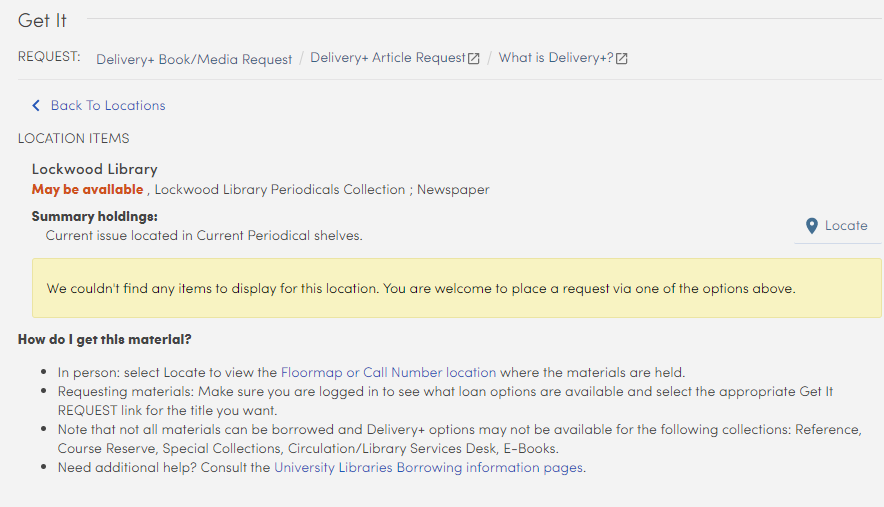 Get It
REQUEST: Delivery+ Book/Media Request / Delivery+ Article Request / What is Delivery+?
Back To Locations
LOCATION ITEMS
Lockwood Library
May be available , Lockwood Library Periodicals Collection ; Newspaper
Summary holdings:
Current issue located in Current Periodical shelves.
Locate
We couldn't find any items to display for this location. You are welcome to place a request via one of the options above.
How do I get this material?
• In person: select Locate to view the Floormap or Call Number location where the materials are held.
• Requesting materials: Make sure you are logged in to see what loan options are available and select the appropriate Get It
REQUEST link for the title you want.
• Note that not all materials can be borrowed and Delivery+ options may not be available for the following collections: Reference,
Course Reserve, Special Collections, Circulation/Library Services Desk, E-Books.
• Need additional help? Consult the University Libraries Borrowing information pages.